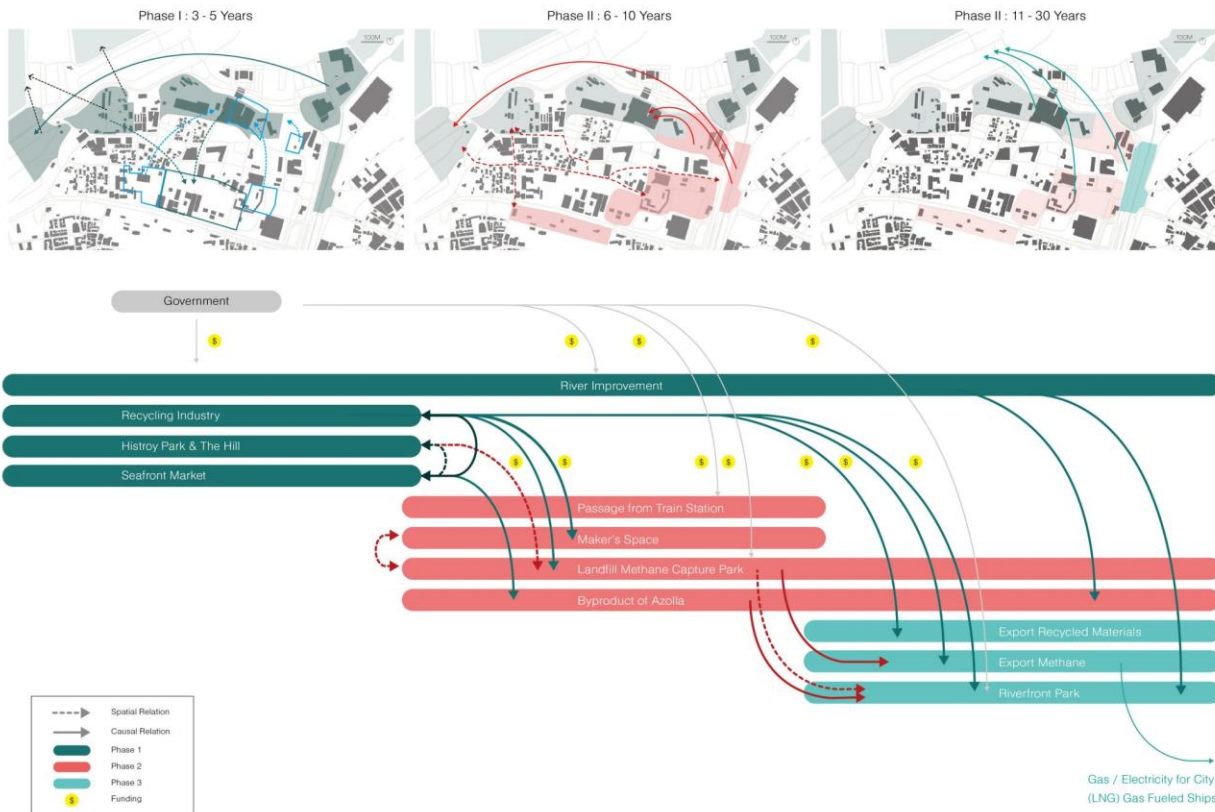 Phase I : 3 - 5 Years
Phase II : 6 - 10 Years
Phase II : 11 - 30 Years
100M
100M
100M
Government
$
$
$
$
River Improvement
Recycling Industry
Histroy Park & The Hill
Seafront Market
$
$
$
$
$
$
$
Passage from Train Station
Maker's Space
Landfill Methane Capture Park
Byproduct of Azolla
Export Recycled Materials
Export Methane
Riverfront Park
Spatial Relation
Causal Relation
Phase 1
Phase 2
Phase 3
$ Funding
Gas / Electricity for City
(LNG) Gas Fueled Ships